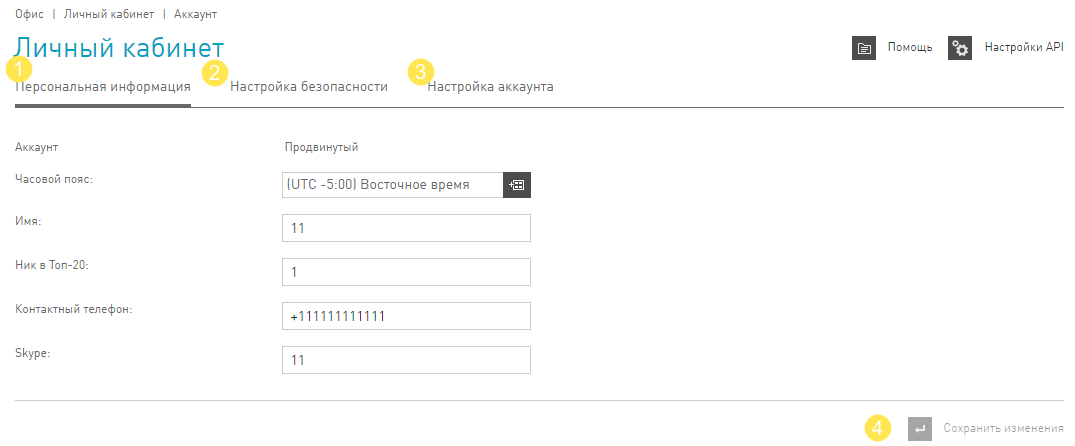 Офис | Личный кабинет | Аккаунт
Личный кабинет
Помощь
Настройки API
1 2 3
Персональная информация Настройка безопасности Настройка аккаунта
Аккаунт Продвинутый
Часовой пояс: (UTC -5:00) Восточное время
Имя: 11
Ник в Топ-20: 1
Контактный телефон: +111111111111
Skype: 11
4 Сохранить изменения